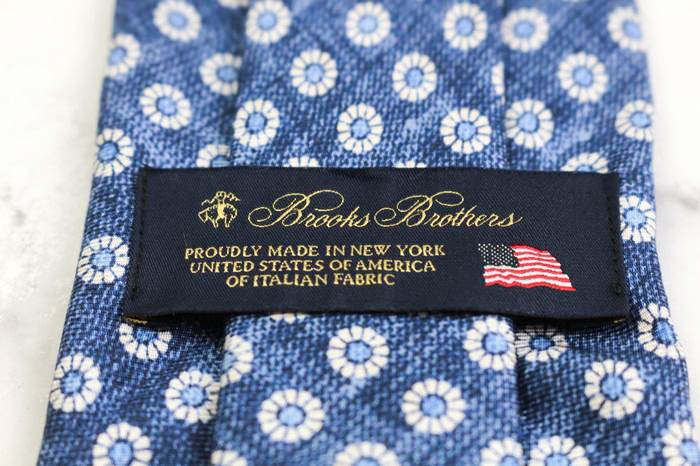 Brooks Brothers
PROUDLY MADE IN NEW YORK
UNITED STATES OF AMERICA
OF ITALIAN FABRIC